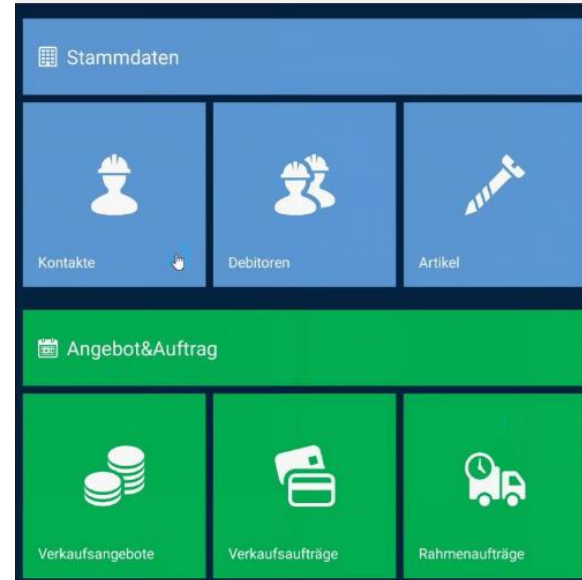 Stammdaten
Kontakte
Debitoren
Artikel
Angebot&Auftrag
Verkaufsangebote
Verkaufsaufträge
Rahmenaufträge